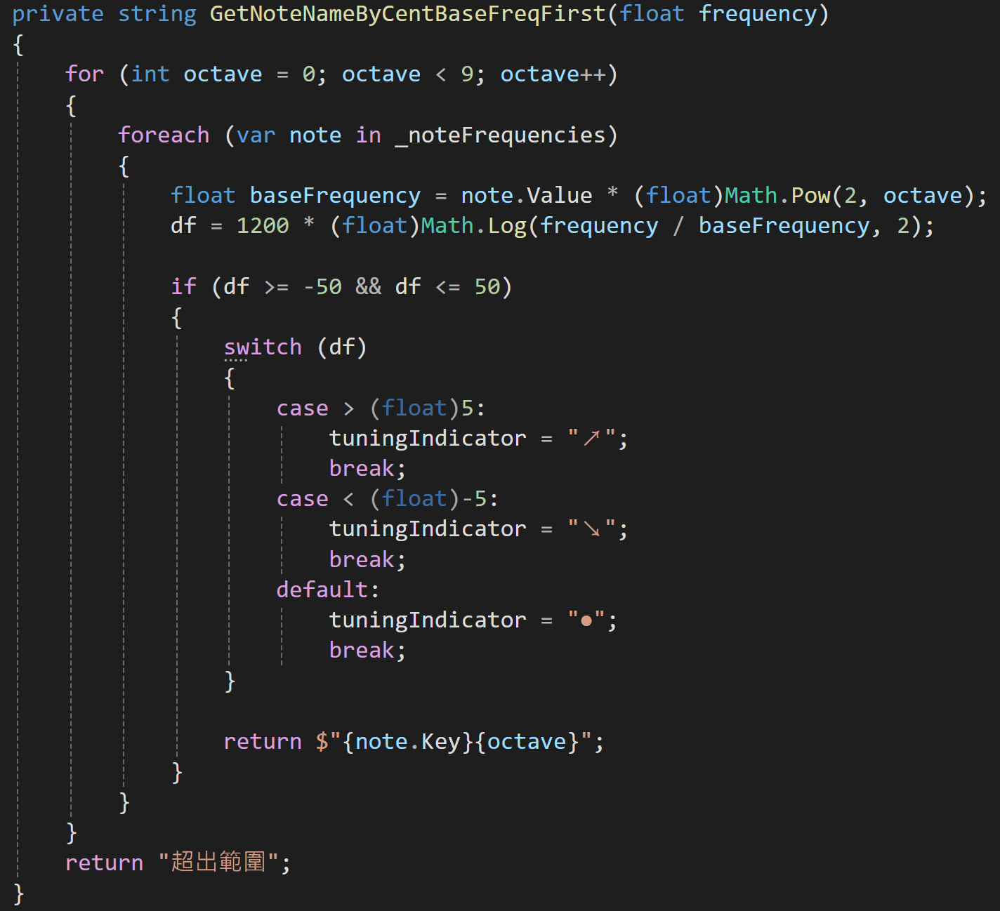 private string GetNoteNameByCentBaseFreqFirst(float frequency)
{
    for (int octave = 0; octave < 9; octave++)
    {
        foreach (var note in _noteFrequencies)
        {
            float baseFrequency = note.Value * (float)Math.Pow(2, octave);
            df = 1200 * (float)Math.Log(frequency / baseFrequency, 2);

            if (df >= -50 && df <= 50)
            {
                switch (df)
                {
                    case > (float)5:
                        tuningIndicator = "↗";
                        break;
                    case < (float)-5:
                        tuningIndicator = "↘";
                        break;
                    default:
                        tuningIndicator = "●";
                        break;
                }

                return $"{note.Key}{octave}";
            }
        }
    }
    return "超出範圍";
}